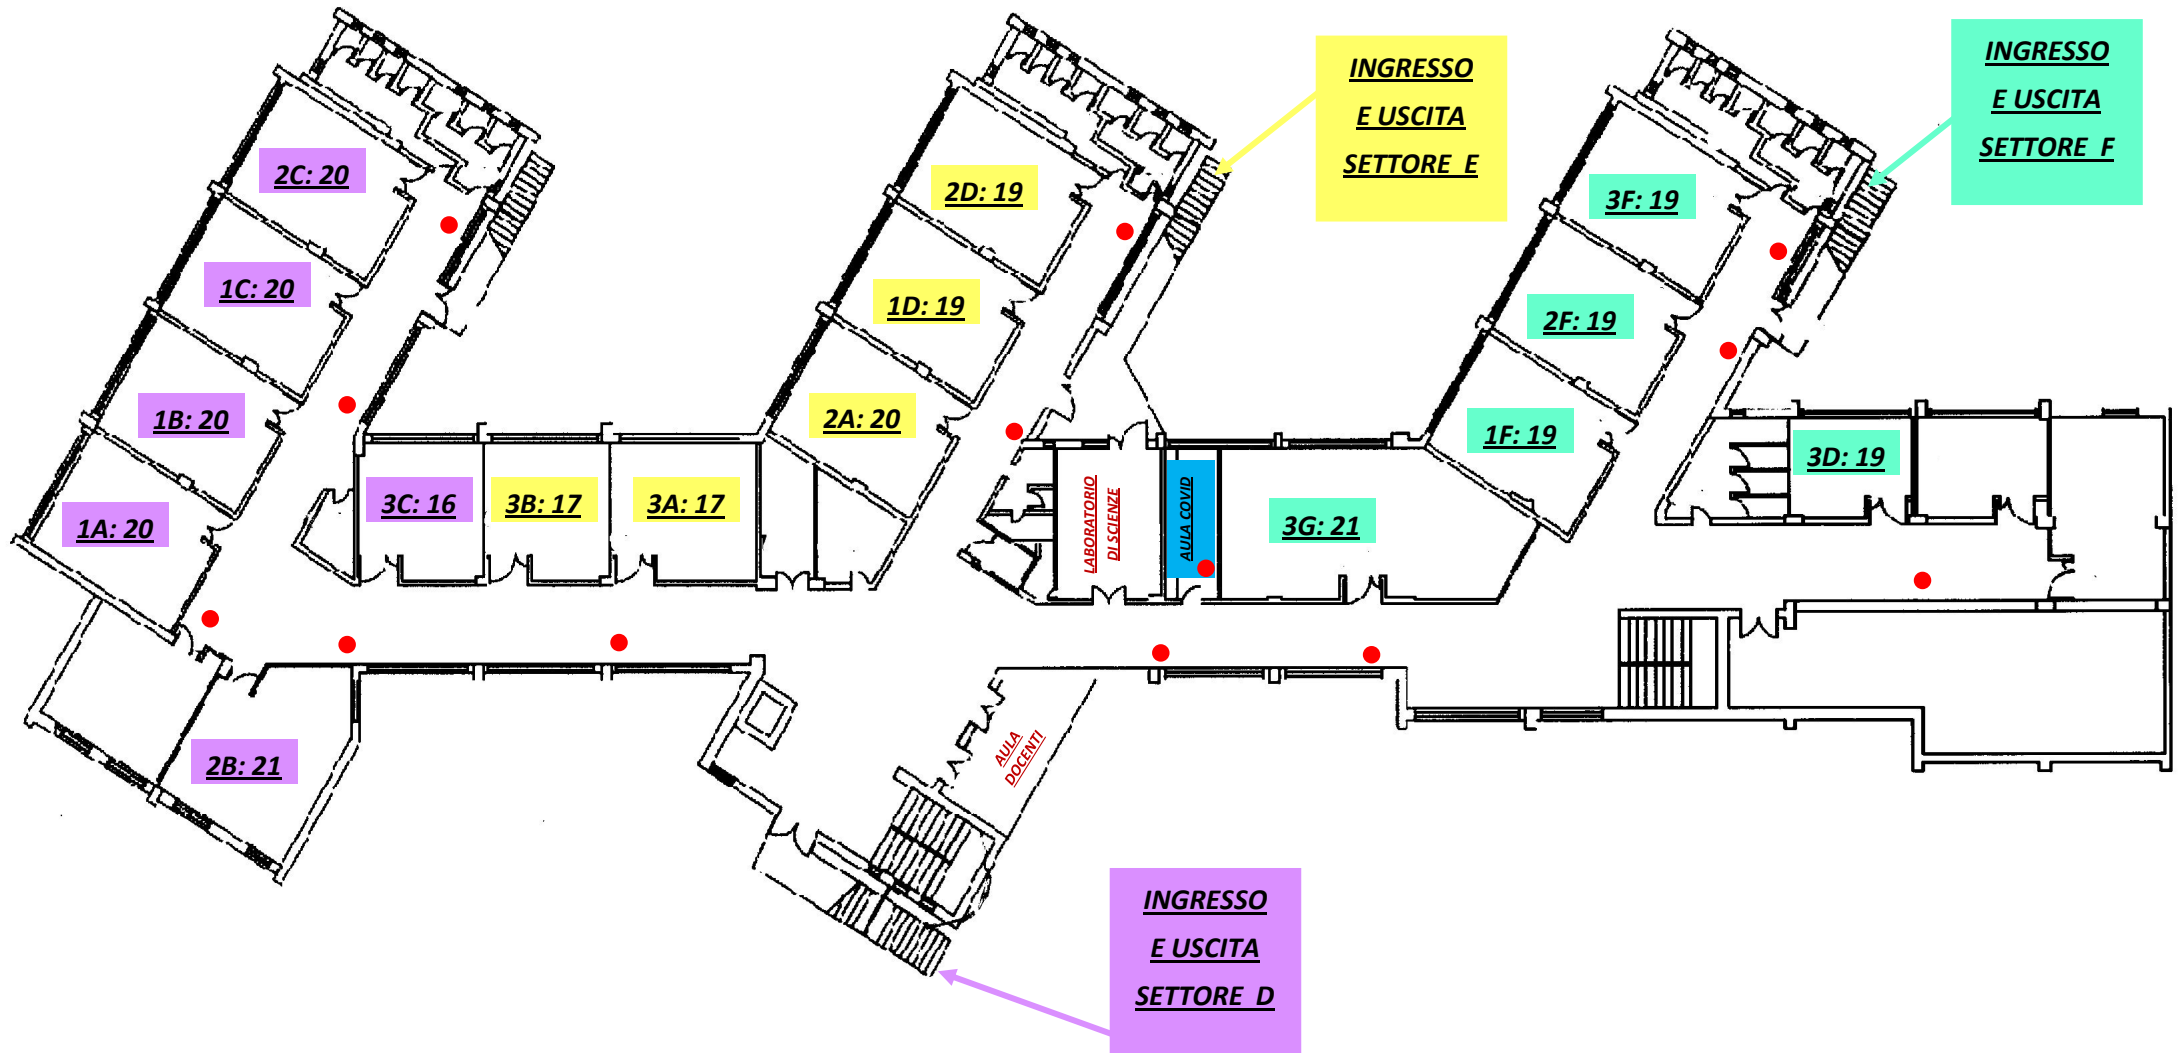 INGRESSO
E USCITA
SETTORE E
INGRESSO
E USCITA
SETTORE F
2C: 20
2D: 19
3F: 19
1C: 20
1D: 19
2F: 19
1B: 20
2A: 20
1F: 19
3D: 19
1A: 20
3C: 16
3B: 17
3A: 17
LABORATORIO
DI SCIENZE
AULA COVID
3G: 21
2B: 21
AULA
DOCENTI
INGRESSO
E USCITA
SETTORE D